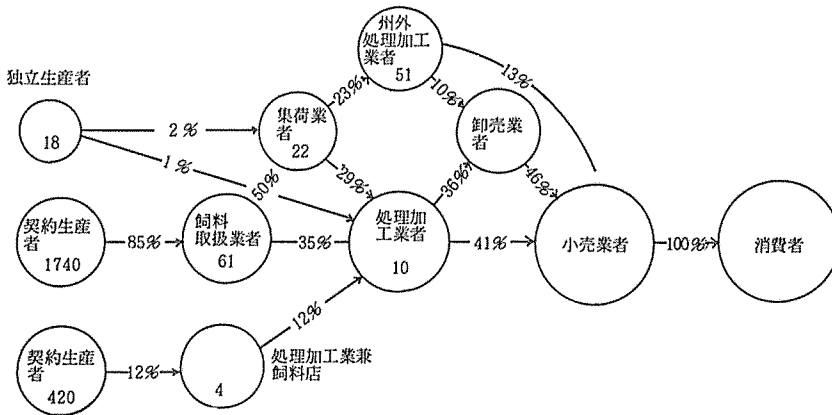 州外
処理加工
業者
51
13%
独立生産者
23%
10%
集荷業
者
22
卸売業
者
18
2%
1%
50%
29%
36%
46%
契約生産
者
1740
85%
飼料
取扱業者
61
35%
処理加
工業者
10
41%
小売業者
100%
消費者
12%
契約生産
者
420
12%
4
処理加工業兼
飼料店